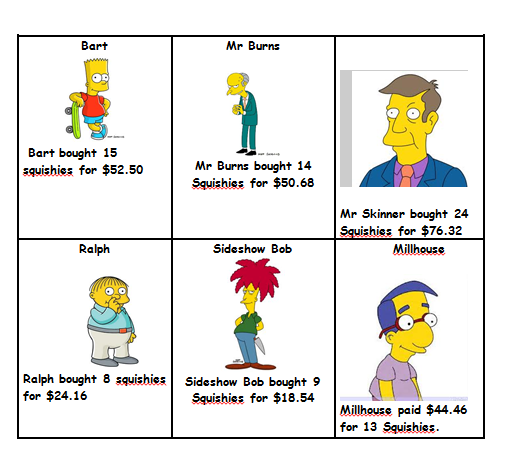 Bart
Bart bought 15
squishies for $52.50
Mr Burns
Mr Burns bought 14
Squishies for $50.68
Mr Skinner bought 24
Squishies for $76.32
Ralph
Ralph bought 8 squishies
for $24.16
Sideshow Bob
Sideshow Bob bought 9
Squishies for $18.54
Millhouse
Millhouse paid $44.46
for 13 Squishies.